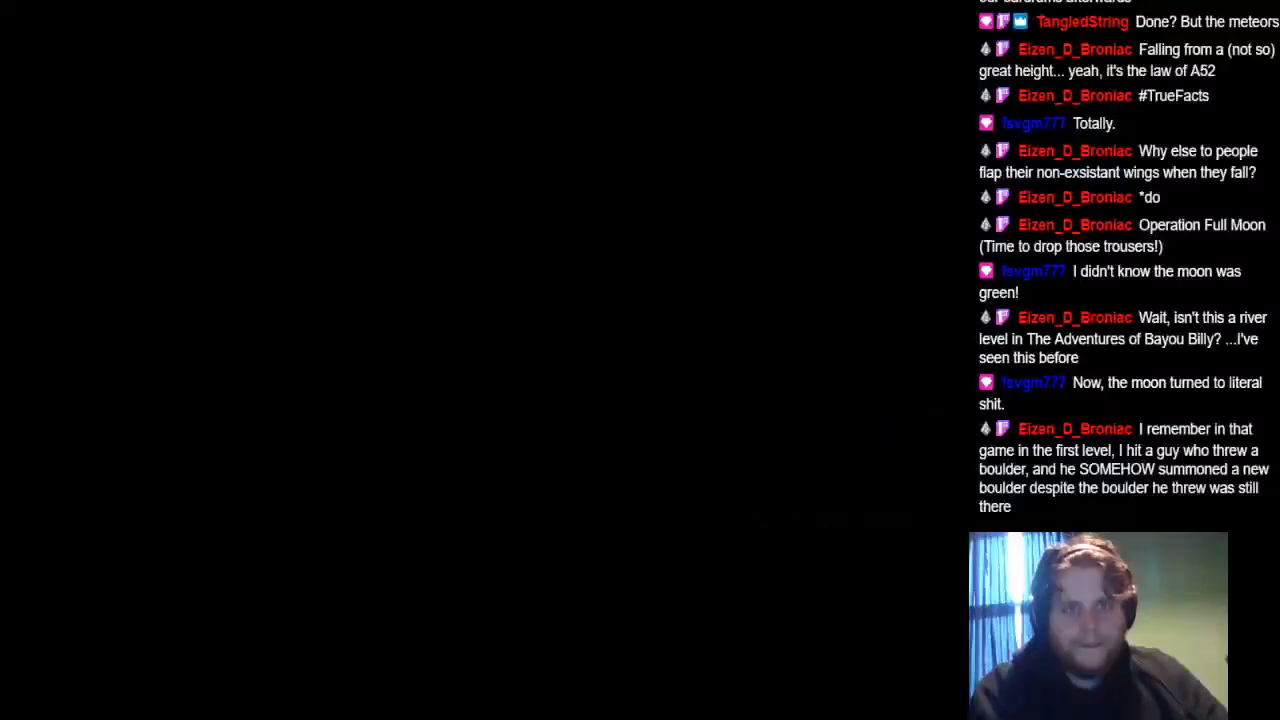 TangledString Done? But the meteors
Eizen_D_Broniac Falling from a (not so)
great height... yeah, it's the law of A52
Eizen_D_Broniac #TrueFacts
fsvgm777 Totally.
Eizen_D_Broniac Why else to people
flap their non-exsistant wings when they fall?
Eizen_D_Broniac *do
Eizen_D_Broniac Operation Full Moon
(Time to drop those trousers!)
fsvgm777 I didn't know the moon was
green!
Eizen_D_Broniac Wait, isn't this a river
level in The Adventures of Bayou Billy? ...I've
seen this before
fsvgm777 Now, the moon turned to literal
shit.
Eizen_D_Broniac I remember in that
game in the first level, I hit a guy who threw a
boulder, and he SOMEHOW summoned a new
boulder despite the boulder he threw was still
there